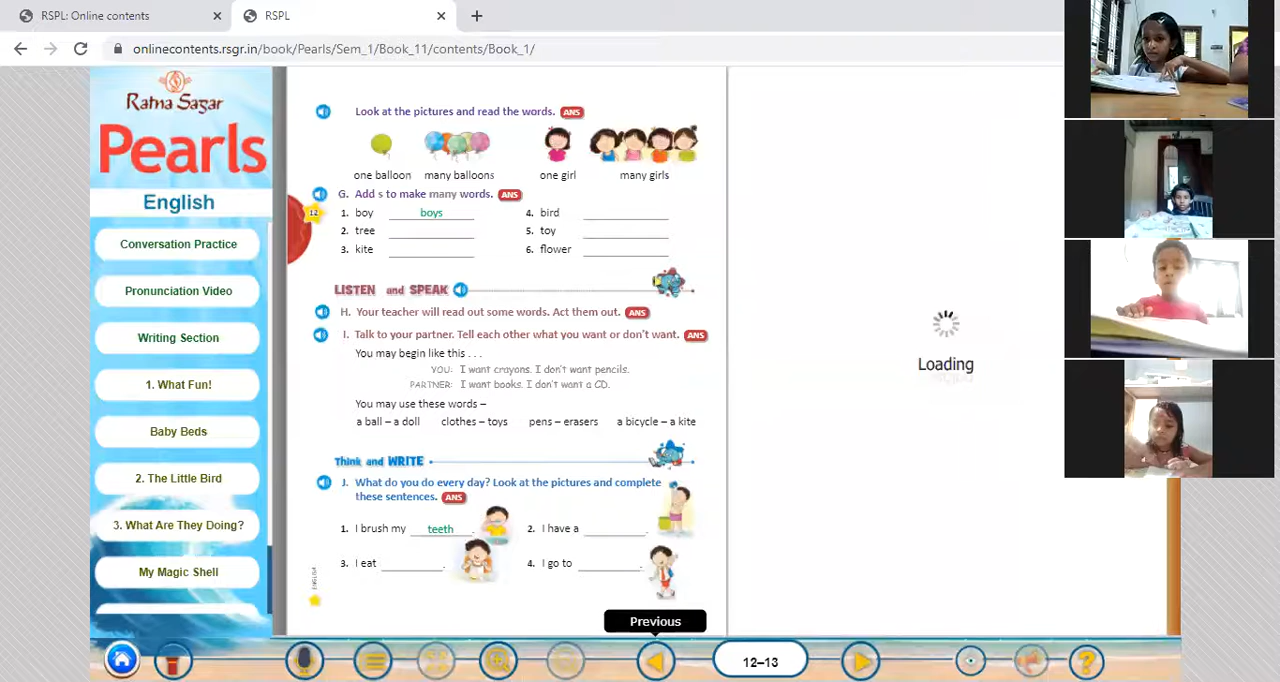 RSPL: Online contents
RSPL
onlinecontents.rsgr.in/book/Pearls/Sem_1/Book_11/contents/Book_1/
Ratna Sagar
Pearls
English
Conversation Practice
Pronunciation Video
Writing Section
1. What Fun!
Baby Beds
2. The Little Bird
3. What Are They Doing?
My Magic Shell
Look at the pictures and read the words. ANS
one balloon many balloons one girl many girls
G. Add s to make many words. ANS
12
1. boy boys 4. bird
2. tree 5. toy
3. kite 6. flower
LISTEN and SPEAK
H. Your teacher will read out some words. Act them out. ANS
I. Talk to your partner. Tell each other what you want or don't want. ANS
You may begin like this . . .
YOU: I want crayons. I don't want pencils.
PARTNER: I want books. I don't want a CD.
You may use these words –
a ball – a doll clothes – toys pens – erasers a bicycle – a kite
Think and WRITE
J. What do you do every day? Look at the pictures and complete
these sentences. ANS
1. I brush my teeth . 2. I have a .
3. I eat . 4. I go to .
ENGLISH
Loading
Previous
12–13
?